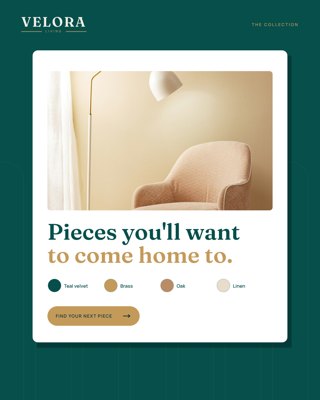 VELORA
LIVING
THE COLLECTION
Pieces you'll want
to come home to.
Teal velvet
Brass
Oak
Linen
FIND YOUR NEXT PIECE